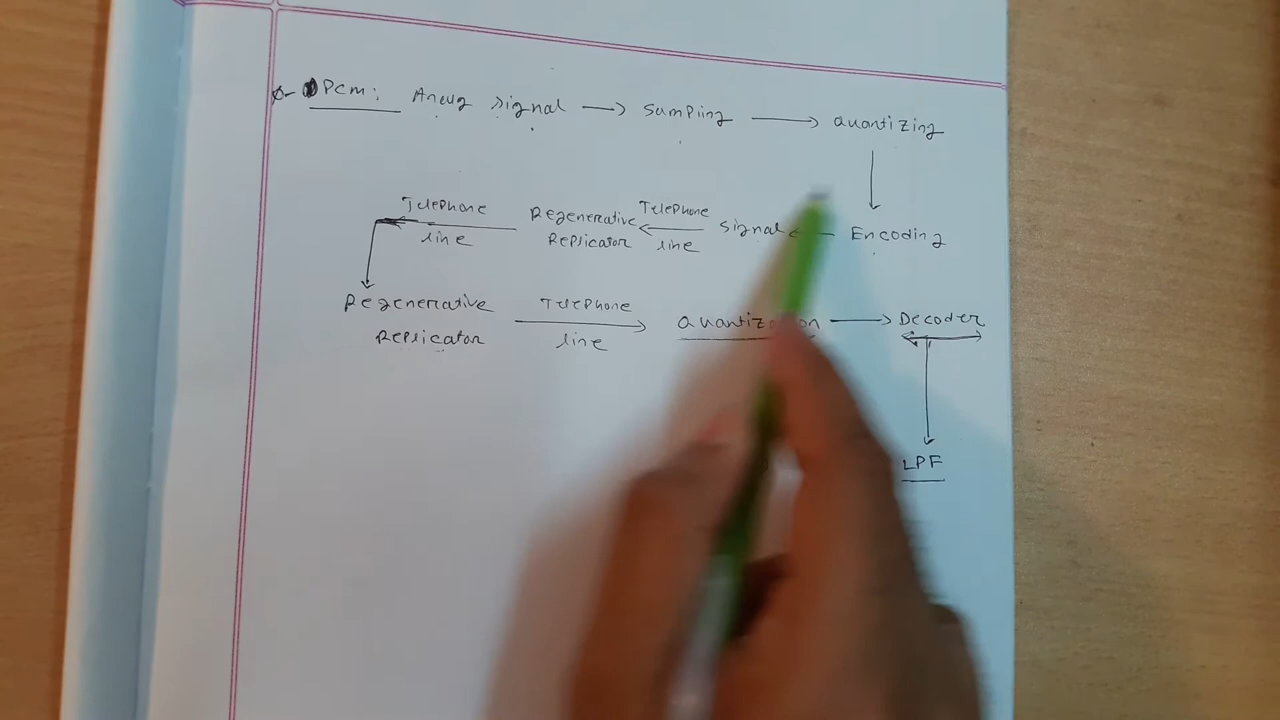 PCM: Anewg signal → sampling → quantizing
Telephone line ← Regenerative Replicator ← Telephone line signal ← Encoding
Regenerative Replicator → Telephone line quantization → Decoder
LPF